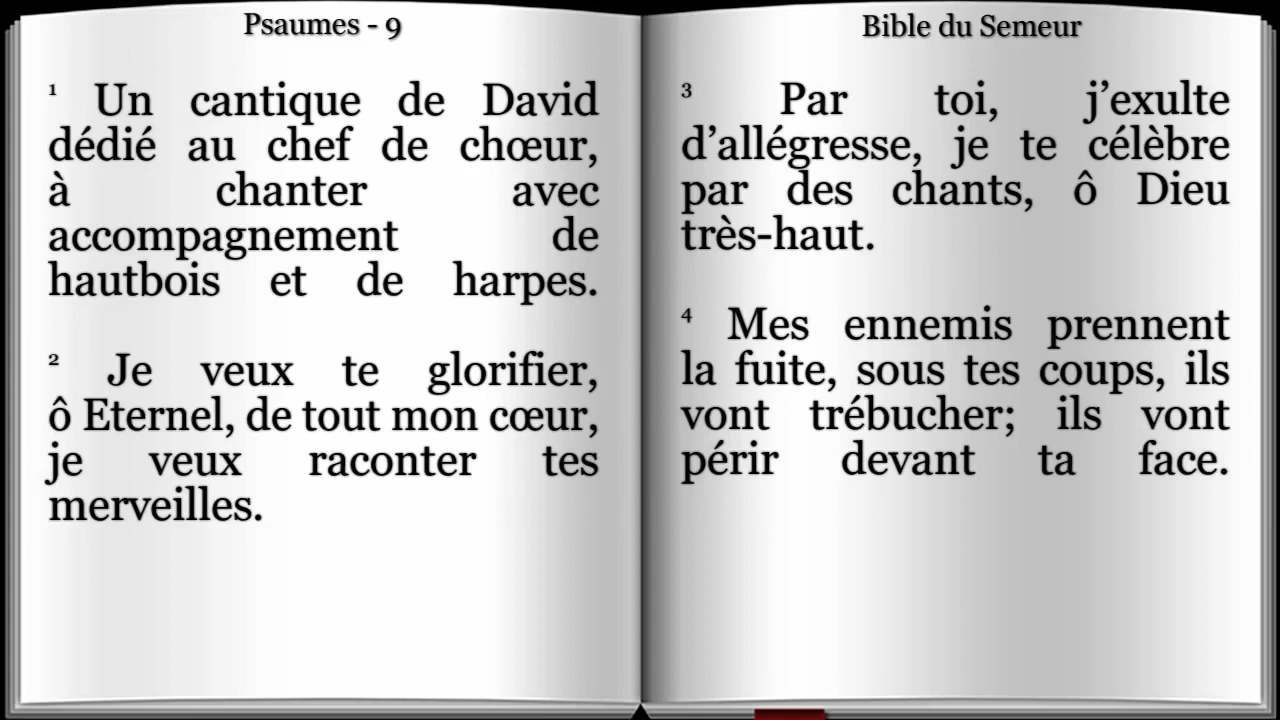 Psaumes - 9
¹ Un cantique de David
dédié au chef de chœur,
à chanter avec
accompagnement de
hautbois et de harpes.
² Je veux te glorifier,
ô Eternel, de tout mon cœur,
je veux raconter tes
merveilles.
Bible du Semeur
³ Par toi, j’exulte
d’allégresse, je te célèbre
par des chants, ô Dieu
très-haut.
⁴ Mes ennemis prennent
la fuite, sous tes coups, ils
vont trébucher; ils vont
périr devant ta face.